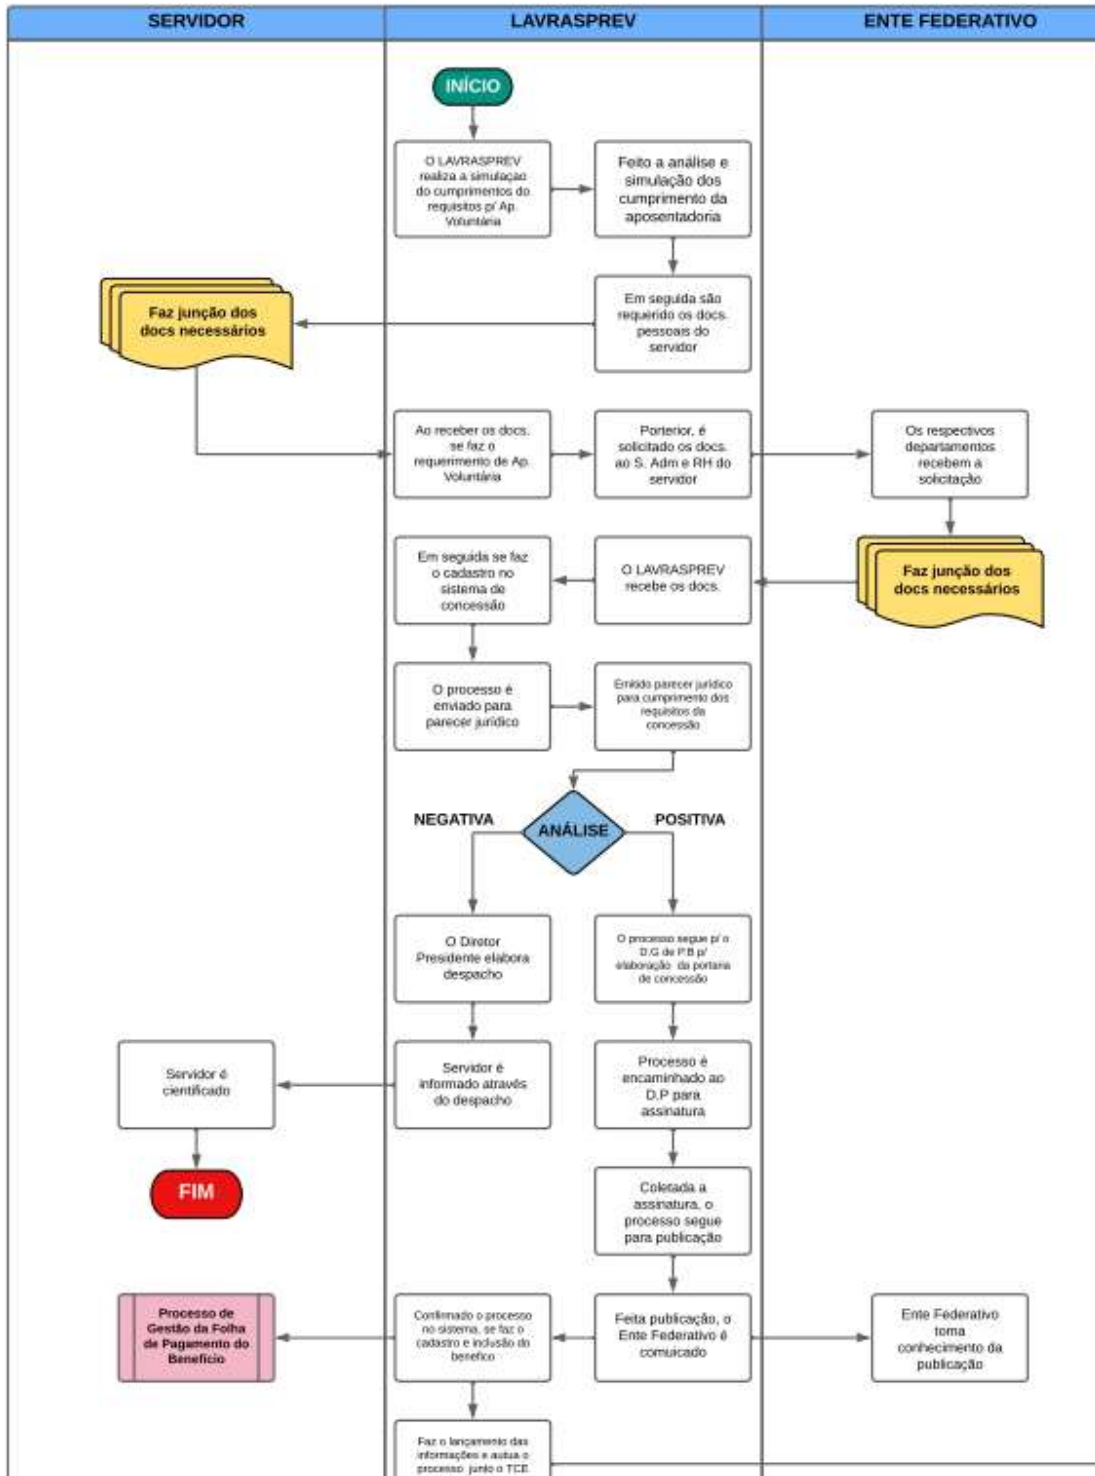 SERVIDOR
LAVRASPREV
ENTE FEDERATIVO
INÍCIO
O LAVRASPREV
realiza a simulaçao
do cumprimentos do
requisitos p/ Ap.
Voluntária
Feito a análise e
simulação dos
cumprimento da
aposentadoria
Em seguida são
requerido os docs.
pessoais do
servidor
Faz junção dos
docs necessários
Ao receber os docs.
se faz o
requerimento de Ap.
Voluntária
Porterior, é
solicitado os docs.
ao S. Adm e RH do
servidor
Os respectivos
departamentos
recebem a
solicitação
Faz junção dos
docs necessários
O LAVRASPREV
recebe os docs.
Em seguida se faz
o cadastro no
sistema de
concessão
O processo é
enviado para
parecer jurídico
Emitido parecer jurídico
para cumprimento dos
requisitos da
concessão
ANÁLISE
NEGATIVA
POSITIVA
O Diretor
Presidente elabora
despacho
O processo segue p/ o
D.G de P.B p/
elaboração da portaria
de concessão
Servidor é
cientificado
Servidor é
informado através
do despacho
Processo é
encaminhado ao
D.P para
assinatura
FIM
Coletada a
assinatura, o
processo segue
para publicação
Processo de
Gestão da Folha
de Pagamento do
Benefício
Confirmado o processo
no sistema, se faz o
cadastro e inclusão do
benefico
Feita publicação, o
Ente Federativo é
comuicado
Ente Federativo
toma
conhecimento da
publicação
Faz o lançamento das
informações e autua o
processo junto o TCE